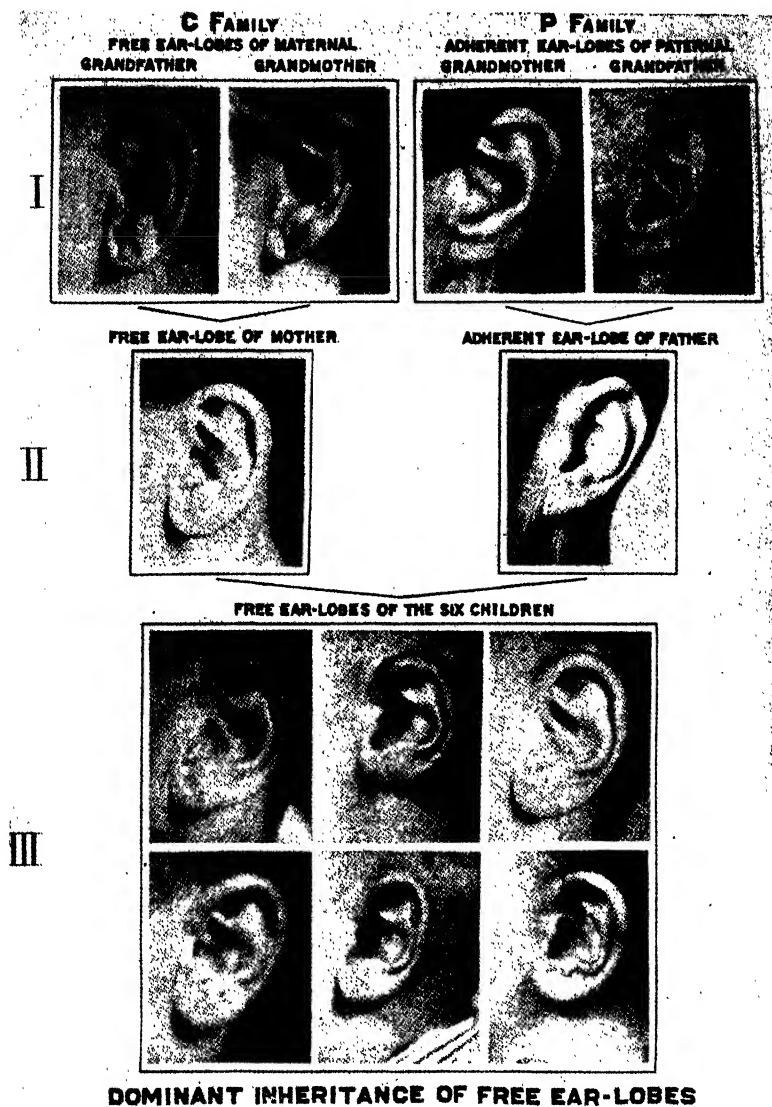 C FAMILY
FREE EAR-LOBES OF MATERNAL
GRANDFATHER GRANDMOTHER
P FAMILY
ADHERENT EAR-LOBES OF PATERNAL
GRANDMOTHER GRANDFATHER
I
FREE EAR-LOBE OF MOTHER
ADHERENT EAR-LOBE OF FATHER
II
FREE EAR-LOBES OF THE SIX CHILDREN
III
DOMINANT INHERITANCE OF FREE EAR-LOBES